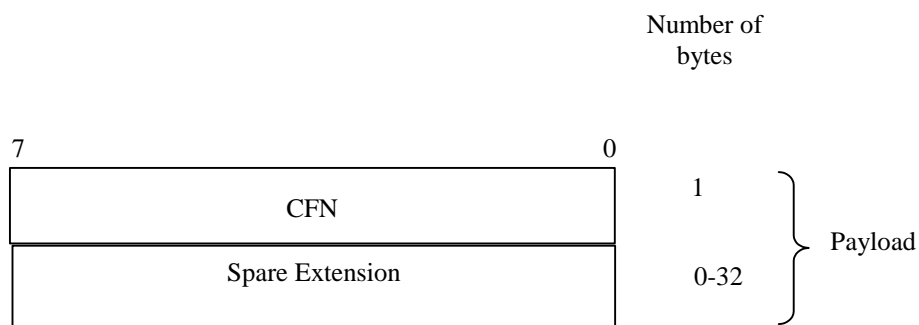 Number of
bytes
7 0
CFN 1
Spare Extension 0-32
Payload